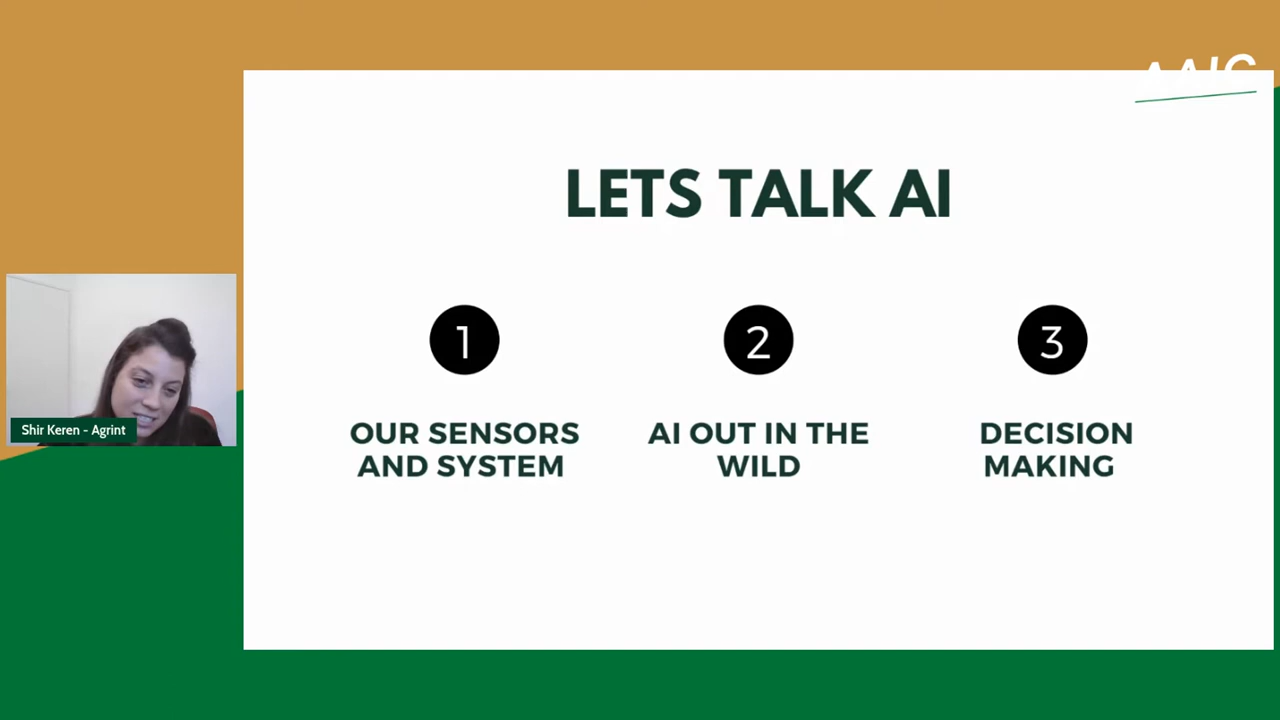 LETS TALK AI
1
2
3
OUR SENSORS
AND SYSTEM
AI OUT IN THE
WILD
DECISION
MAKING
Shir Keren - Agrint